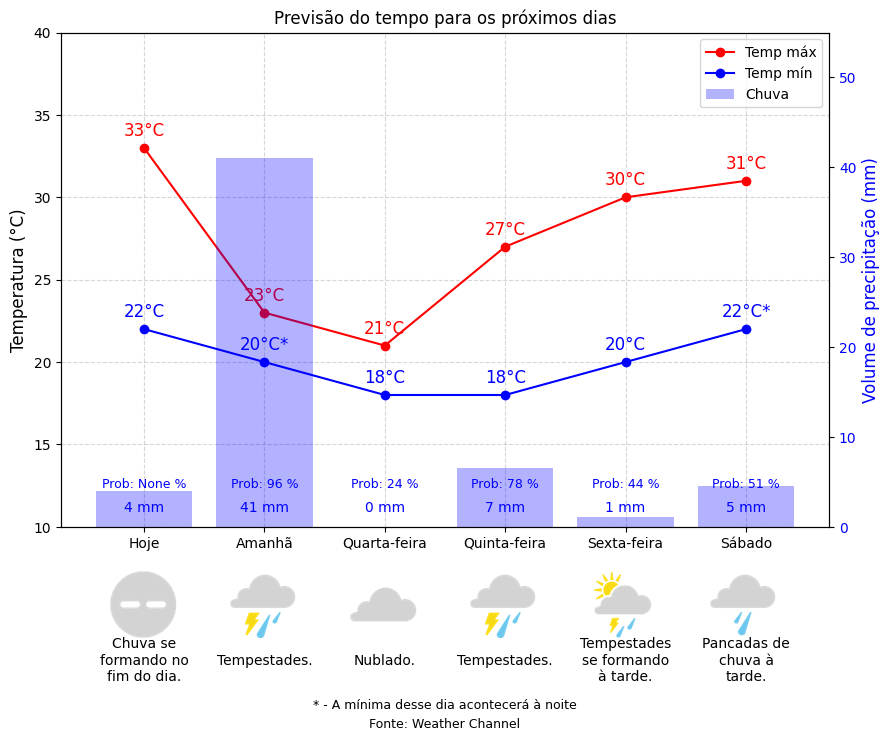 Previsão do tempo para os próximos dias
Temp máx
Temp mín
Chuva
Temperatura (°C)
Volume de precipitação (mm)
40
35
30
25
20
15
10
50
40
30
20
10
0
33°C
23°C
21°C
27°C
30°C
31°C
22°C
20°C*
18°C
18°C
20°C
22°C*
Prob: None %
Prob: 96 %
Prob: 24 %
Prob: 78 %
Prob: 44 %
Prob: 51 %
4 mm
41 mm
0 mm
7 mm
1 mm
5 mm
Hoje
Amanhã
Quarta-feira
Quinta-feira
Sexta-feira
Sábado
Chuva se
formando no
fim do dia.
Tempestades.
Nublado.
Tempestades.
Tempestades
se formando
à tarde.
Pancadas de
chuva à
tarde.
* - A mínima desse dia acontecerá à noite
Fonte: Weather Channel